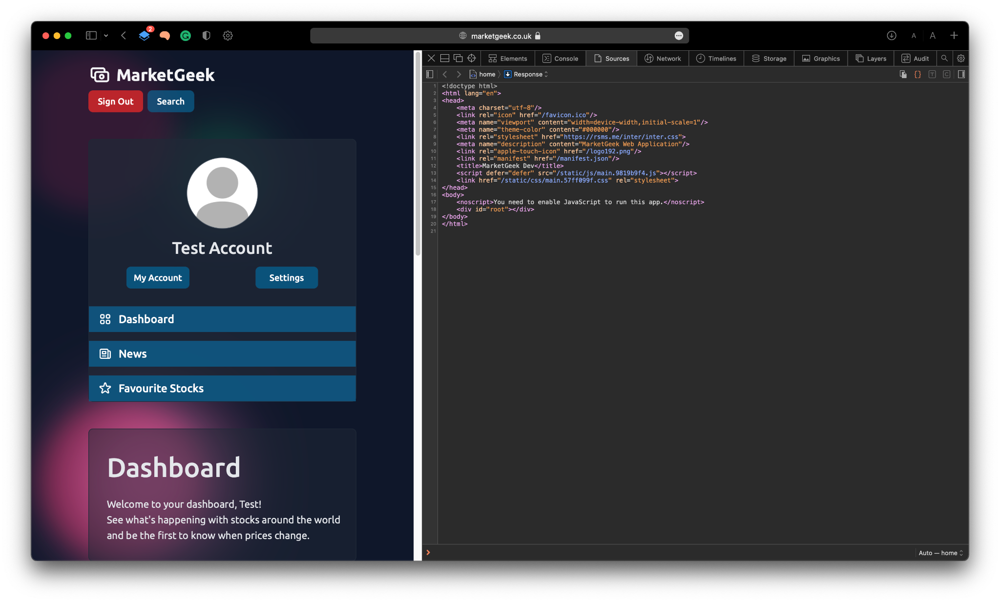 2
marketgeek.co.uk
A A
MarketGeek
Sign Out Search
Test Account
My Account Settings
Dashboard
News
Favourite Stocks
Dashboard
Welcome to your dashboard, Test!
See what's happening with stocks around the world
and be the first to know when prices change.
Elements Console Sources Network Timelines Storage Graphics Layers Audit
home Response {} T C
1 <!doctype html>
2 <html lang="en">
3 <head>
4 <meta charset="utf-8"/>
5 <link rel="icon" href="/favicon.ico"/>
6 <meta name="viewport" content="width=device-width,initial-scale=1"/>
7 <meta name="theme-color" content="#000000"/>
8 <link rel="stylesheet" href="https://rsms.me/inter/inter.css">
9 <meta name="description" content="MarketGeek Web Application"/>
10 <link rel="apple-touch-icon" href="/logo192.png"/>
11 <link rel="manifest" href="/manifest.json"/>
12 <title>MarketGeek Dev</title>
13 <script defer="defer" src="/static/js/main.9819b9f4.js"></script>
14 <link href="/static/css/main.57ff099f.css" rel="stylesheet">
15 </head>
16 <body>
17 <noscript>You need to enable JavaScript to run this app.</noscript>
18 <div id="root"></div>
19 </body>
20 </html>
21
Auto — home